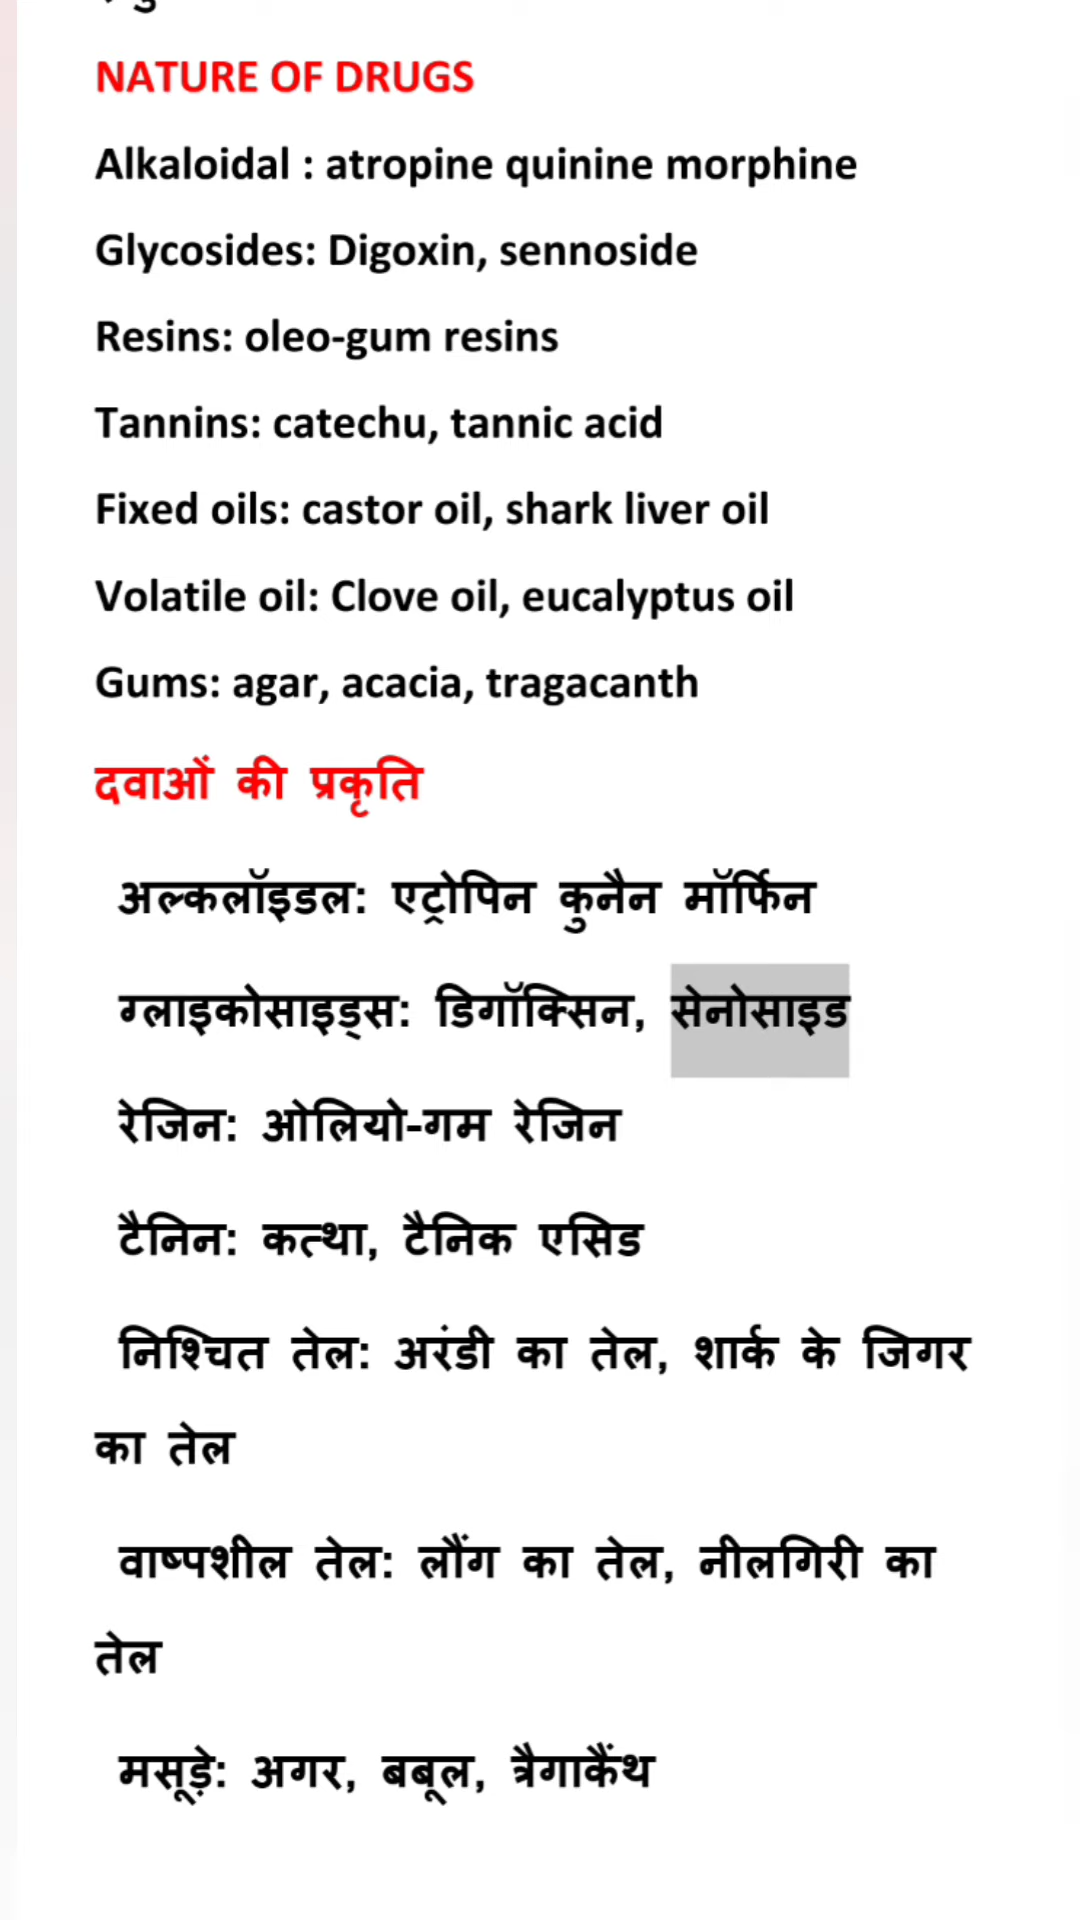 NATURE OF DRUGS
Alkaloidal : atropine quinine morphine
Glycosides: Digoxin, sennoside
Resins: oleo-gum resins
Tannins: catechu, tannic acid
Fixed oils: castor oil, shark liver oil
Volatile oil: Clove oil, eucalyptus oil
Gums: agar, acacia, tragacanth
दवाओं की प्रकृति
अल्कलॉइडल: एट्रोपिन कुनैन मॉर्फिन
ग्लाइकोसाइड्स: डिगॉक्सिन, सेनोसाइड
रेजिन: ओलियो-गम रेजिन
टैनिन: कत्था, टैनिक एसिड
निश्चित तेल: अरंडी का तेल, शार्क के जिगर
का तेल
वाष्पशील तेल: लौंग का तेल, नीलगिरी का
तेल
मसूड़े: अगर, बबूल, त्रैगाकैंथ